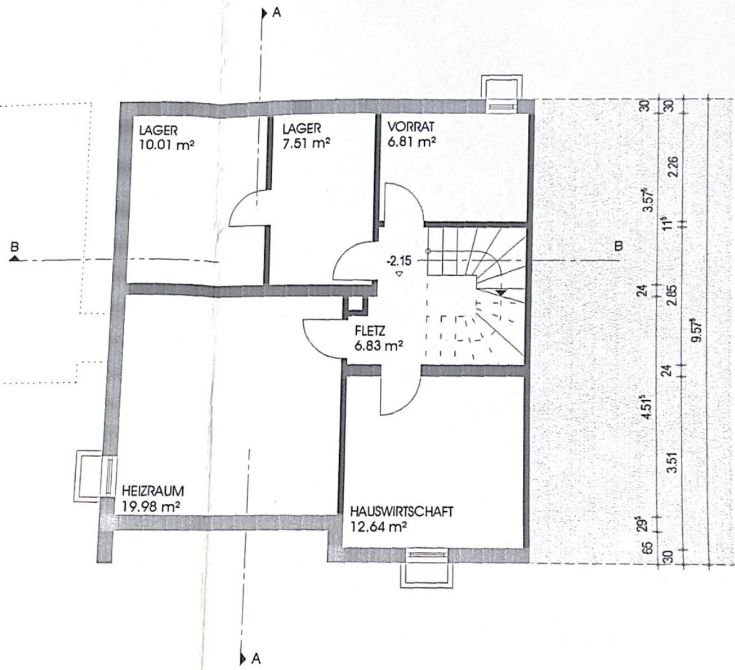 A
LAGER
10.01 m²
LAGER
7.51 m²
VORRAT
6.81 m²
30
30
2.26
3.57⁵
11⁵
B
-2.15
B
24
2.85
9.57⁵
FLETZ
6.83 m²
24
4.51⁵
3.51
HEIZRAUM
19.98 m²
HAUSWIRTSCHAFT
12.64 m²
29⁵
65
30
A